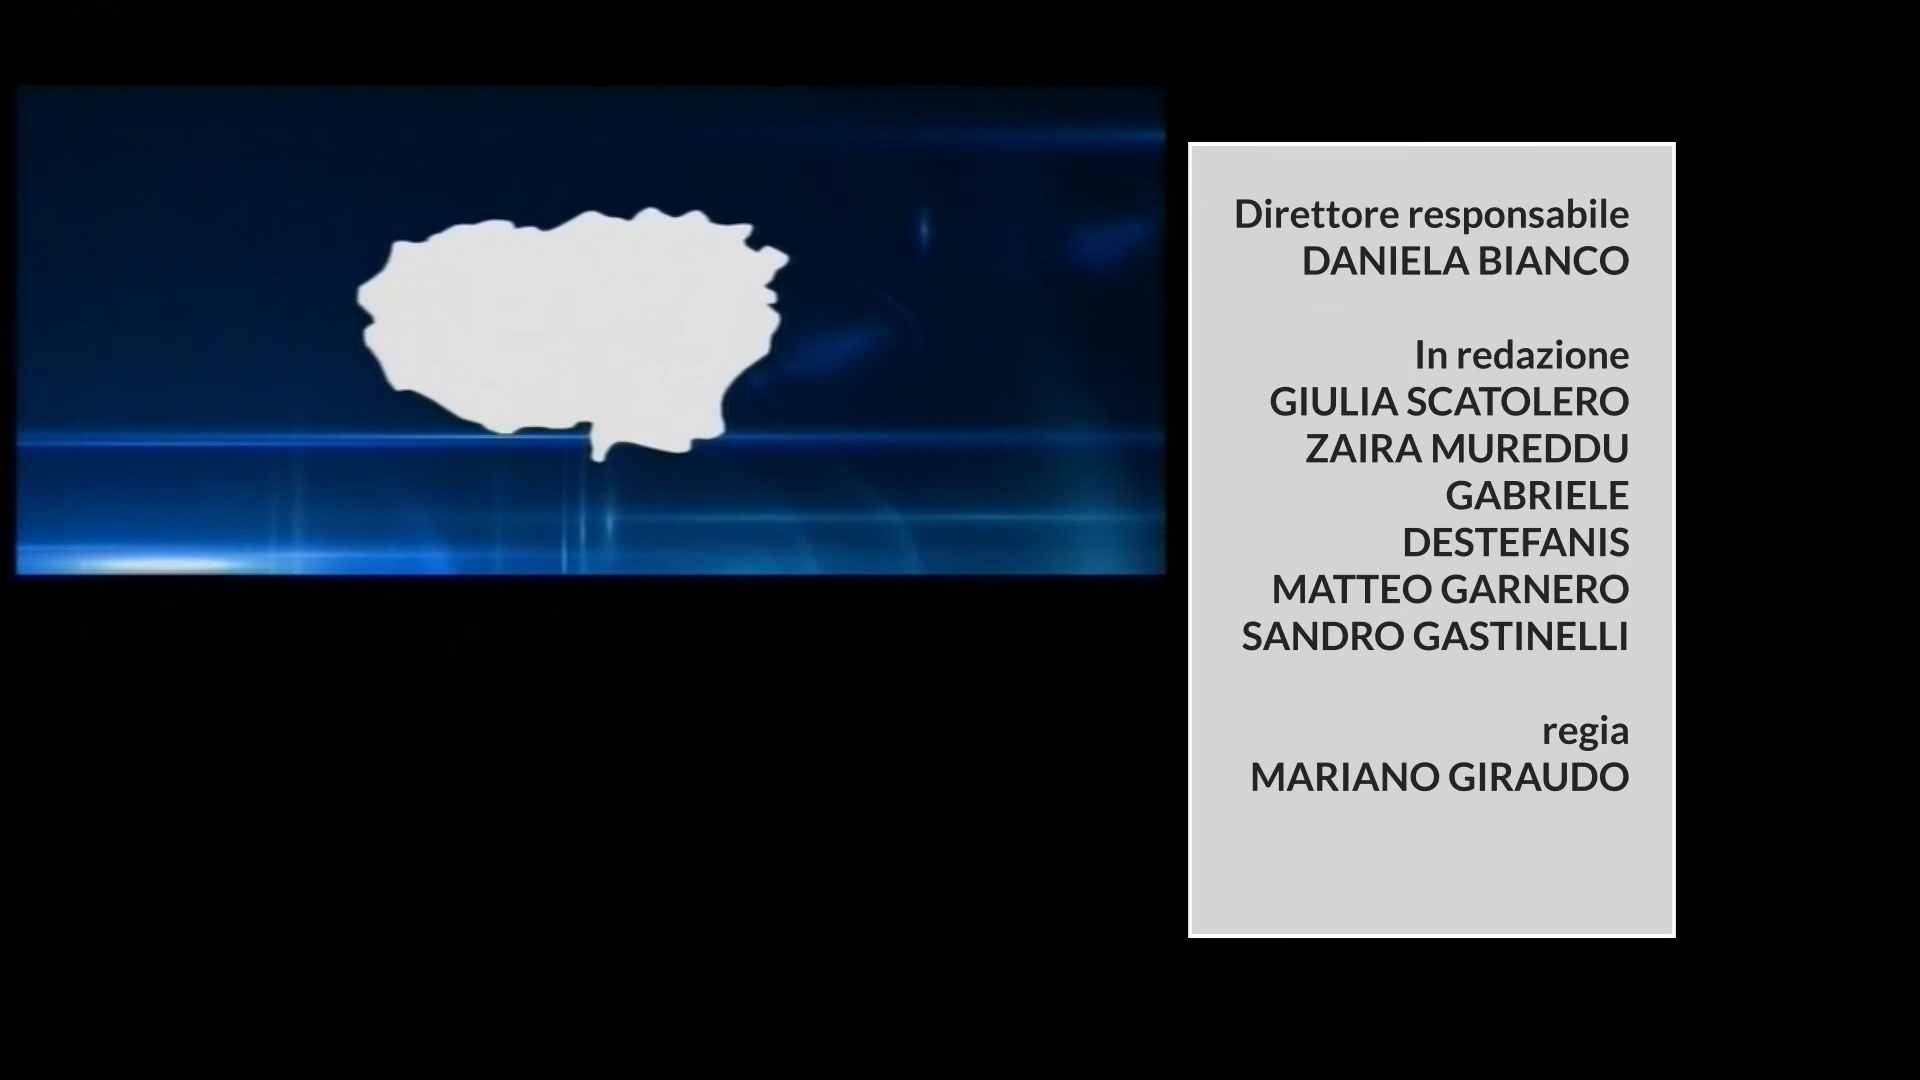 Direttore responsabile
DANIELA BIANCO
In redazione
GIULIA SCATOLERO
ZAIRA MUREDDU
GABRIELE
DESTEFANIS
MATTEO GARNERO
SANDRO GASTINELLI
regia
MARIANO GIRAUDO